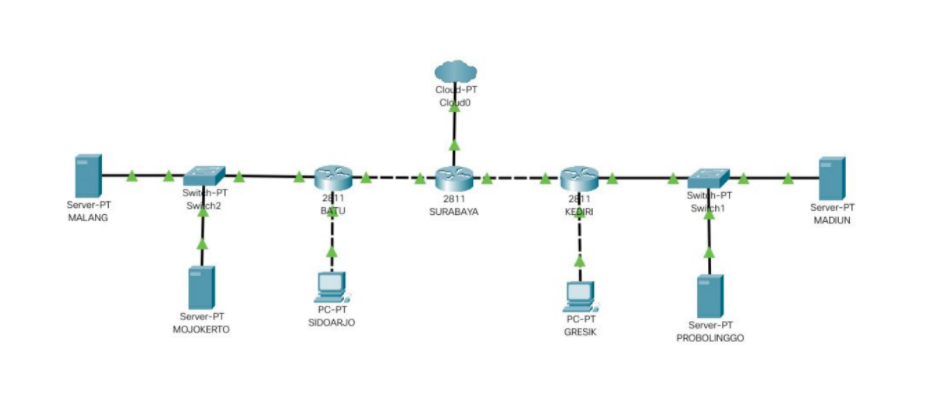 Cloud-PT
Cloud0
Server-PT
MALANG
Switch-PT
Switch2
2811
BATU
2811
SURABAYA
2811
KEDIRI
Switch-PT
Switch1
Server-PT
MADIUN
Server-PT
MOJOKERTO
PC-PT
SIDOARJO
PC-PT
GRESIK
Server-PT
PROBOLINGGO